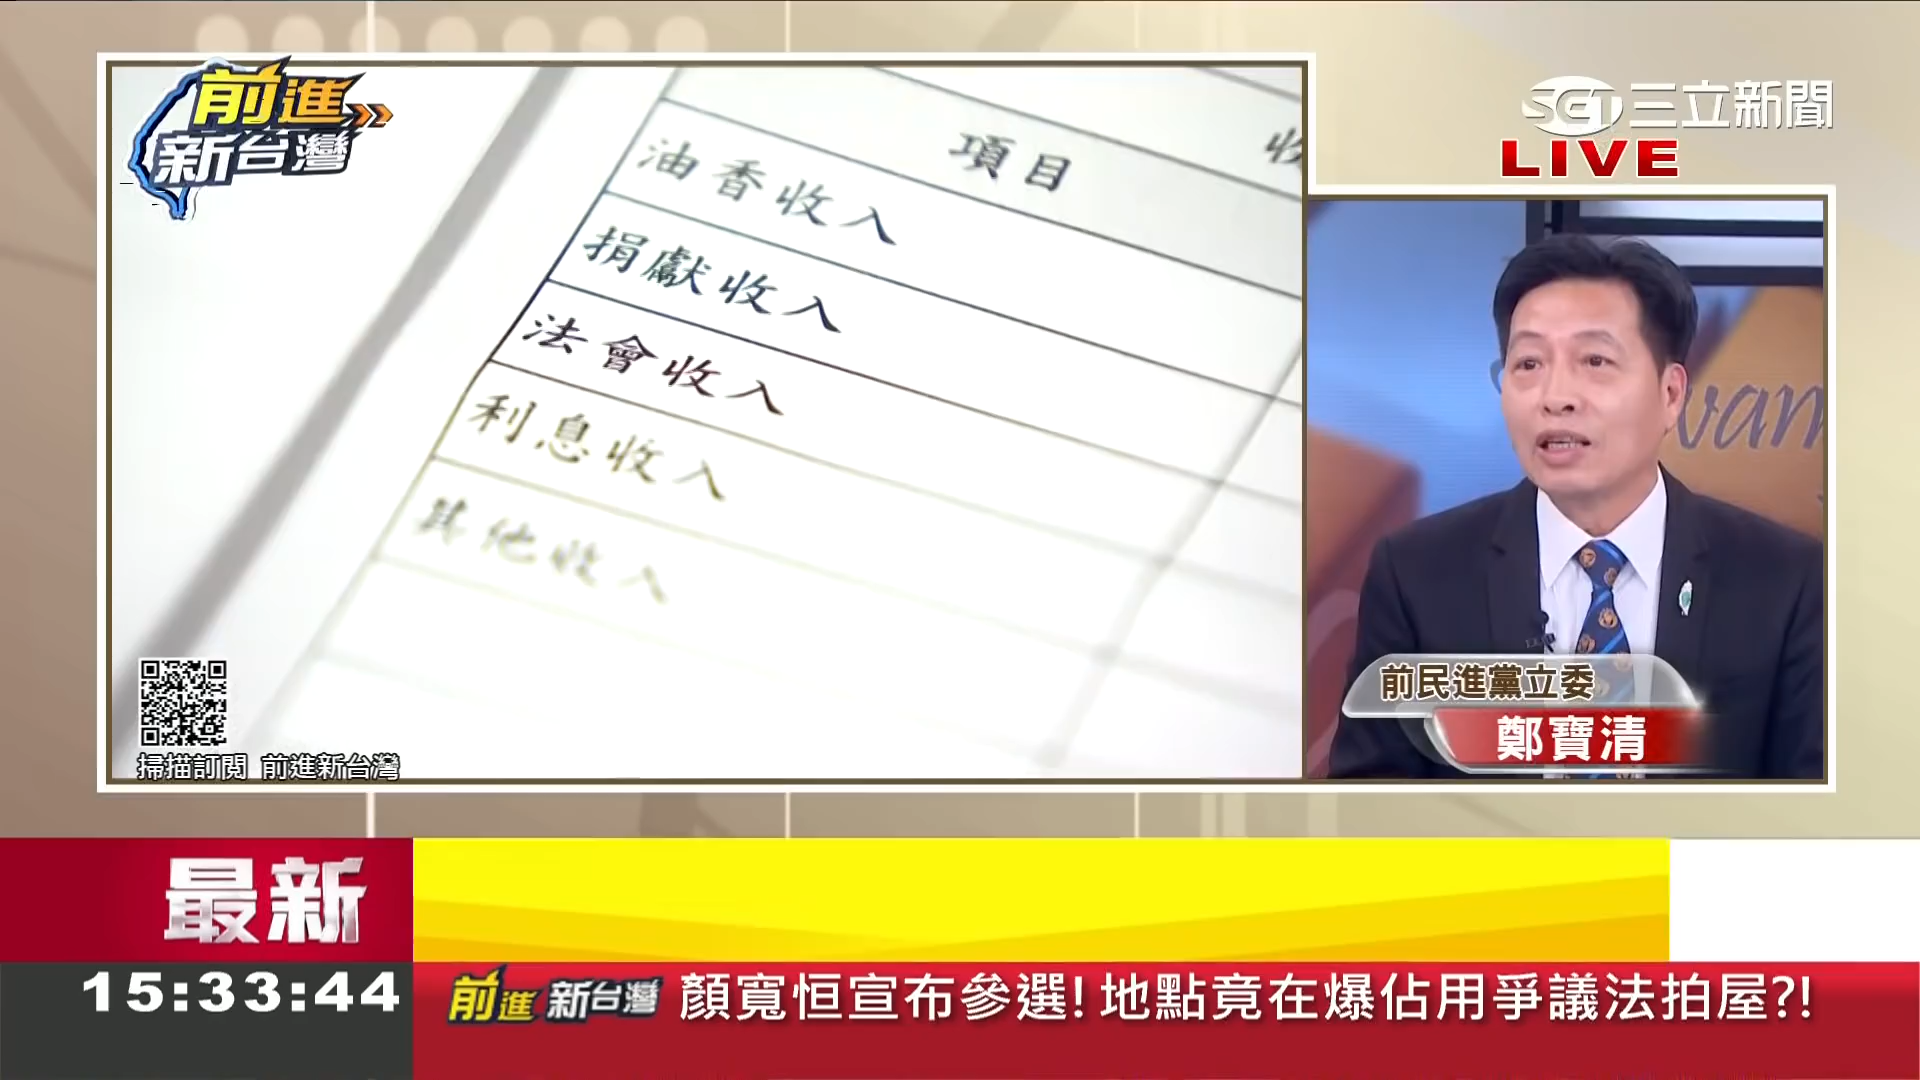 前進
新台灣
SET三立新聞
LIVE
項目
收
油香收入
捐獻收入
法會收入
利息收入
其他收入
前民進黨立委
鄭寶清
掃描訂閱 前進新台灣
最新
15:33:44
前進新台灣 顏寬恒宣布參選!地點竟在爆佔用爭議法拍屋?!